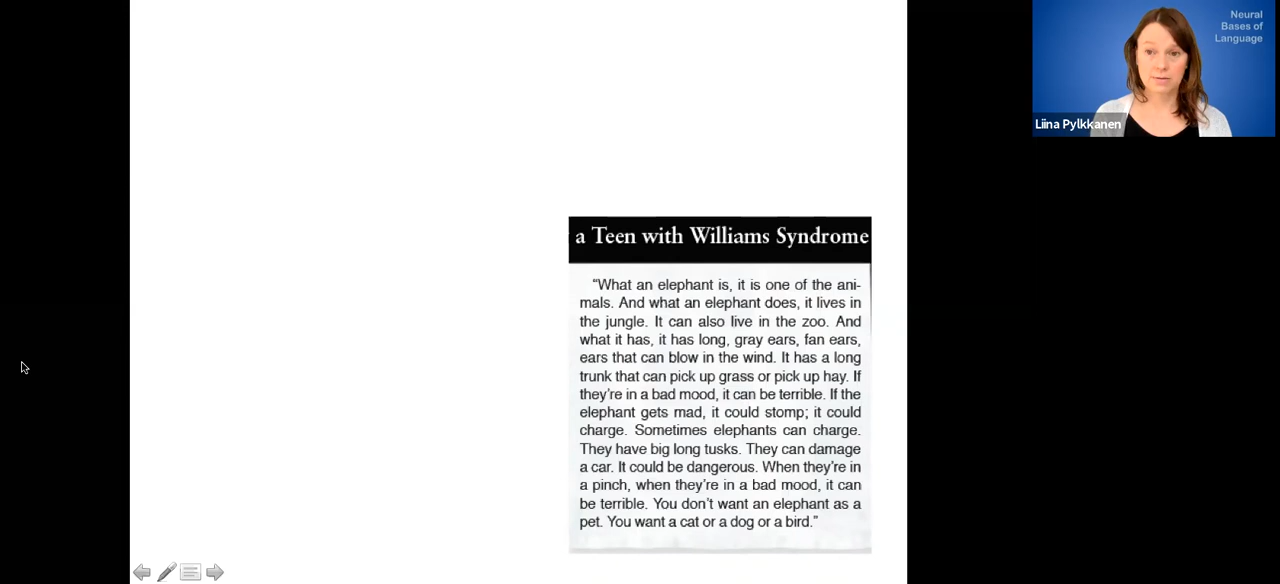 Neural
Bases of
Language
Liina Pylkkanen
a Teen with Williams Syndrome
“What an elephant is, it is one of the ani-
mals. And what an elephant does, it lives in
the jungle. It can also live in the zoo. And
what it has, it has long, gray ears, fan ears,
ears that can blow in the wind. It has a long
trunk that can pick up grass or pick up hay. If
they’re in a bad mood, it can be terrible. If the
elephant gets mad, it could stomp; it could
charge. Sometimes elephants can charge.
They have big long tusks. They can damage
a car. It could be dangerous. When they’re in
a pinch, when they’re in a bad mood, it can
be terrible. You don’t want an elephant as a
pet. You want a cat or a dog or a bird.”